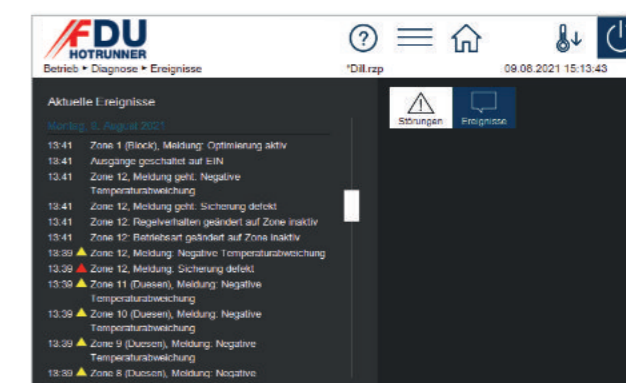 FDU
HOTRUNNER
Betrieb ▸ Diagnose ▸ Ereignisse
*Dill.rzp
09.08.2021 15:13:43
Aktuelle Ereignisse
Montag, 9. August 2021
13:41 Zone 1 (Block), Meldung: Optimierung aktiv
13:41 Ausgänge geschaltet auf EIN
13:41 Zone 12, Meldung geht: Negative
Temperaturabweichung
13:41 Zone 12, Meldung geht: Sicherung defekt
13:41 Zone 12: Regelverhalten geändert auf Zone inaktiv
13:41 Zone 12: Betriebsart geändert auf Zone inaktiv
13:39 Zone 12, Meldung: Negative Temperaturabweichung
13:39 Zone 12, Meldung: Sicherung defekt
13:39 Zone 11 (Duesen), Meldung: Negative
Temperaturabweichung
13:39 Zone 10 (Duesen), Meldung: Negative
Temperaturabweichung
13:39 Zone 9 (Duesen), Meldung: Negative
Temperaturabweichung
13:39 Zone 8 (Duesen), Meldung: Negative
Störungen
Ereignisse